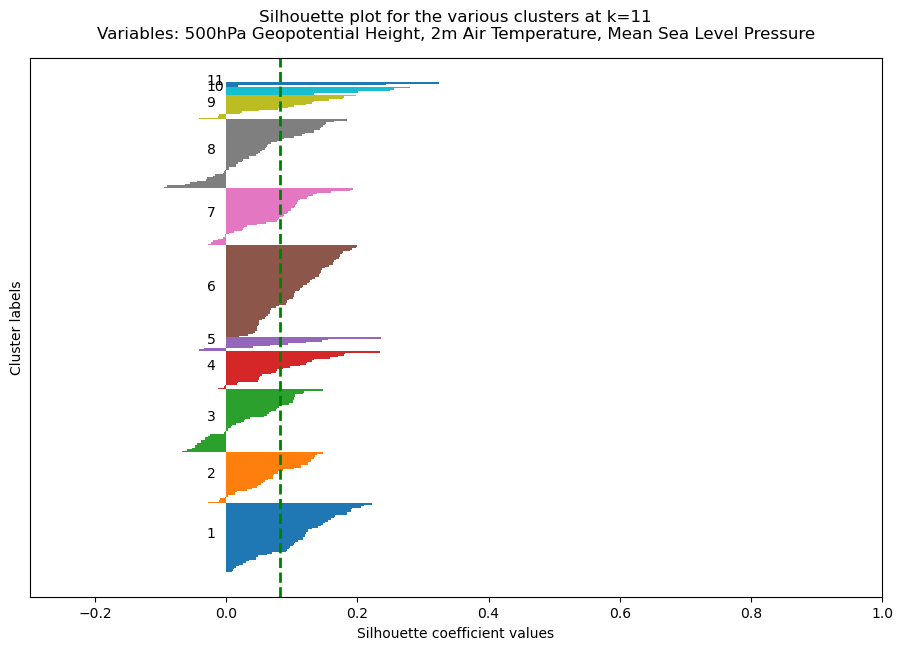 Silhouette plot for the various clusters at k=11
Variables: 500hPa Geopotential Height, 2m Air Temperature, Mean Sea Level Pressure
Cluster labels
11
10
9
8
7
6
5
4
3
2
1
−0.2 0.0 0.2 0.4 0.6 0.8 1.0
Silhouette coefficient values